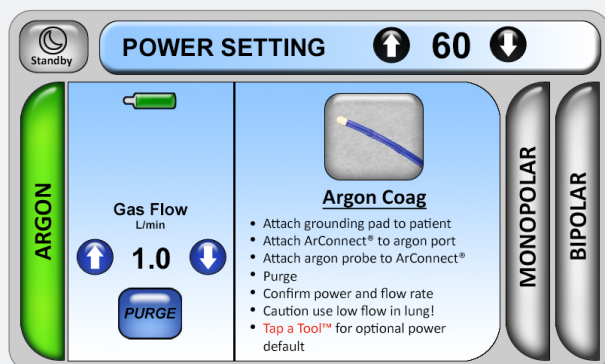 Standby
POWER SETTING 60
ARGON
Gas Flow
L/min
1.0
PURGE
Argon Coag
• Attach grounding pad to patient
• Attach ArConnect® to argon port
• Attach argon probe to ArConnect®
• Purge
• Confirm power and flow rate
• Caution use low flow in lung!
• Tap a Tool™ for optional power
default
MONOPOLAR
BIPOLAR